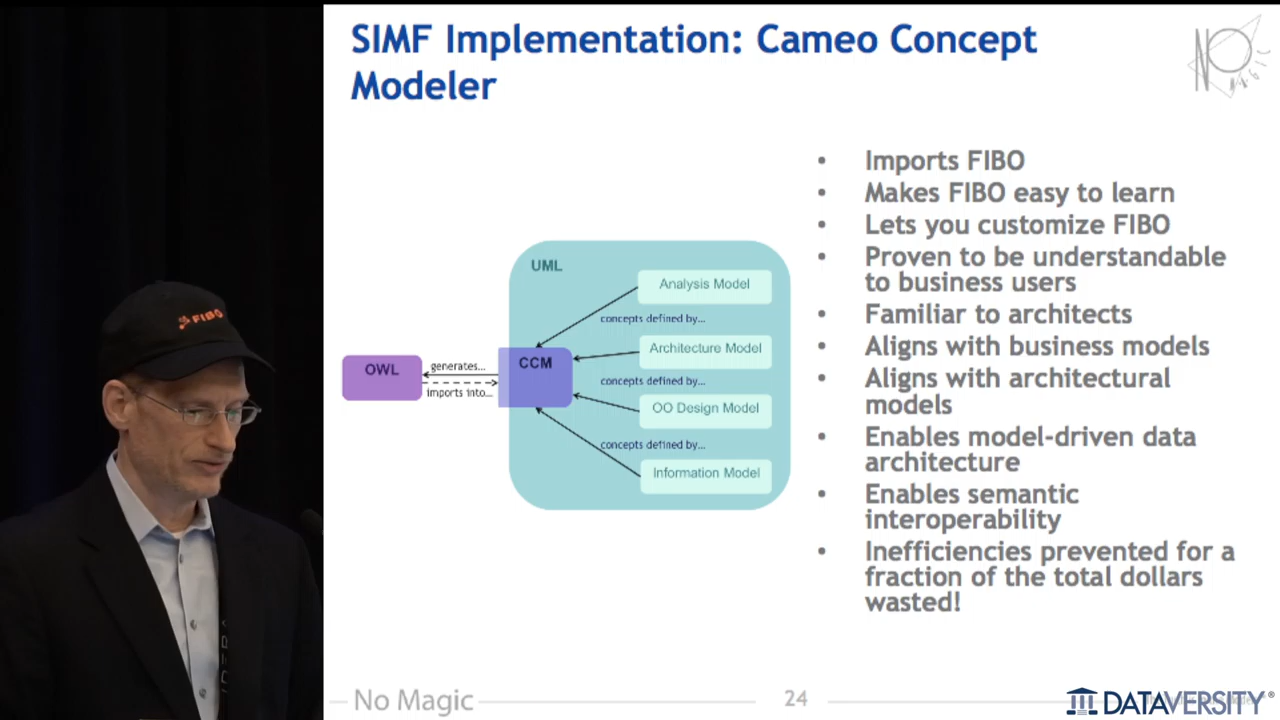 SIMF Implementation: Cameo Concept
Modeler
NO MAGIC
FIBO
UML
Analysis Model
concepts defined by...
Architecture Model
OWL
generates...
imports into...
CCM
concepts defined by...
OO Design Model
concepts defined by...
Information Model
• Imports FIBO
• Makes FIBO easy to learn
• Lets you customize FIBO
• Proven to be understandable
to business users
• Familiar to architects
• Aligns with business models
• Aligns with architectural
models
• Enables model-driven data
architecture
• Enables semantic
interoperability
• Inefficiencies prevented for a
fraction of the total dollars
wasted!
No Magic
24
DATAVERSITY®